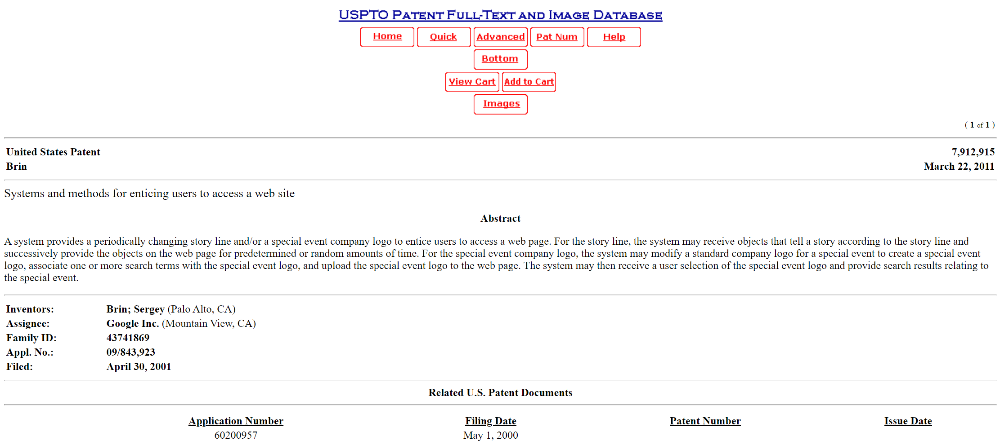 USPTO PATENT FULL-TEXT AND IMAGE DATABASE
Home Quick Advanced Pat Num Help
Bottom
View Cart Add to Cart
Images
( 1 of 1 )
United States Patent 7,912,915
Brin March 22, 2011
Systems and methods for enticing users to access a web site
Abstract
A system provides a periodically changing story line and/or a special event company logo to entice users to access a web page. For the story line, the system may receive objects that tell a story according to the story line and
successively provide the objects on the web page for predetermined or random amounts of time. For the special event company logo, the system may modify a standard company logo for a special event to create a special event
logo, associate one or more search terms with the special event logo, and upload the special event logo to the web page. The system may then receive a user selection of the special event logo and provide search results relating to
the special event.
Inventors: Brin; Sergey (Palo Alto, CA)
Assignee: Google Inc. (Mountain View, CA)
Family ID: 43741869
Appl. No.: 09/843,923
Filed: April 30, 2001
Related U.S. Patent Documents
Application Number Filing Date Patent Number Issue Date
60200957 May 1, 2000